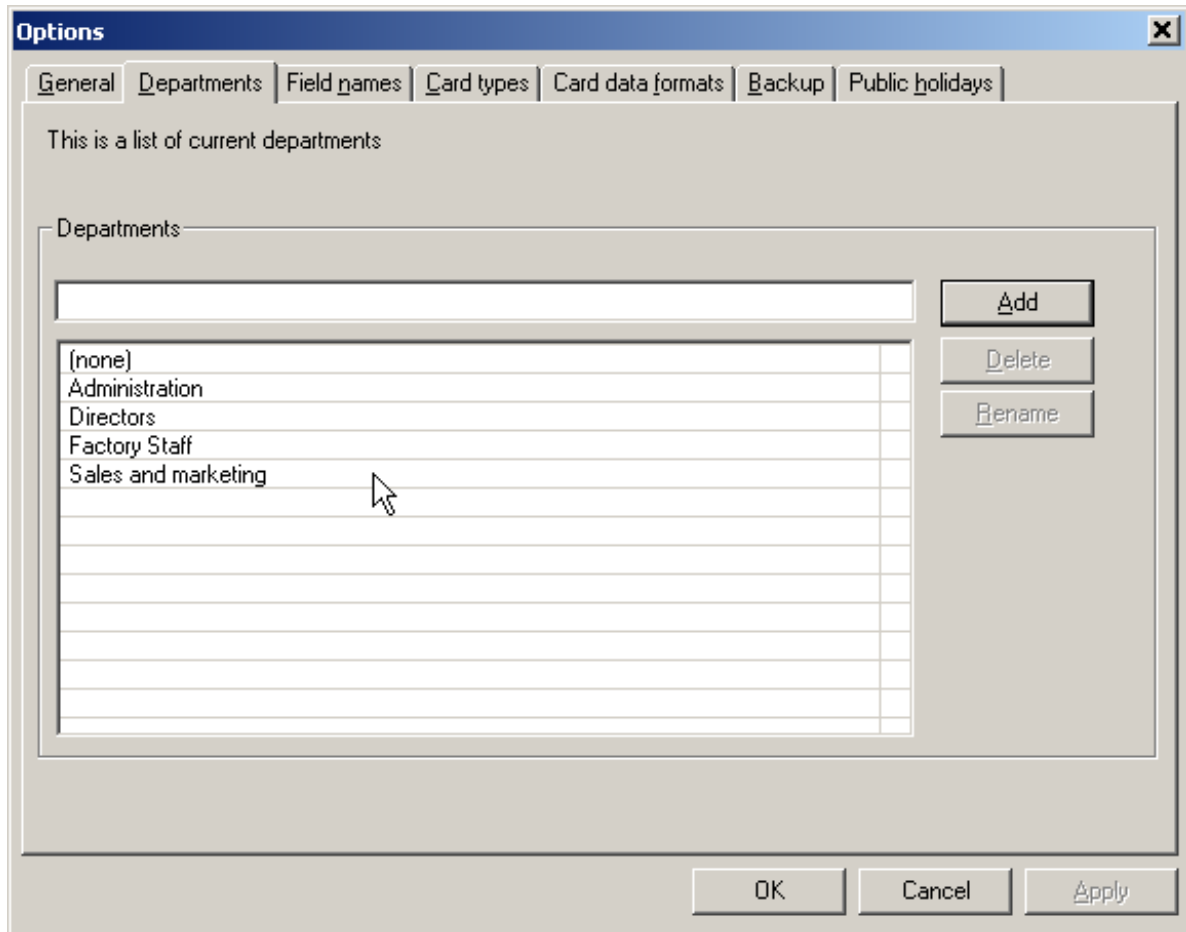 Options
General Departments Field names Card types Card data formats Backup Public holidays
This is a list of current departments
Departments
Add
(none)
Delete
Administration
Directors
Rename
Factory Staff
Sales and marketing
OK Cancel Apply